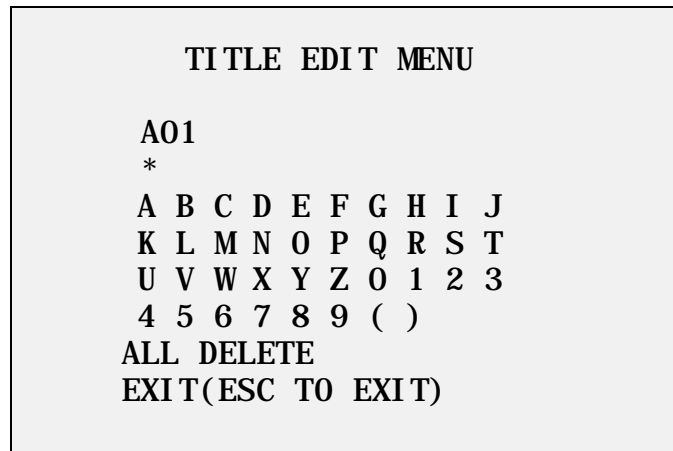 TITLE EDIT MENU
A01
*
A B C D E F G H I J
K L M N O P Q R S T
U V W X Y Z 0 1 2 3
4 5 6 7 8 9 ( )
ALL DELETE
EXIT(ESC TO EXIT)